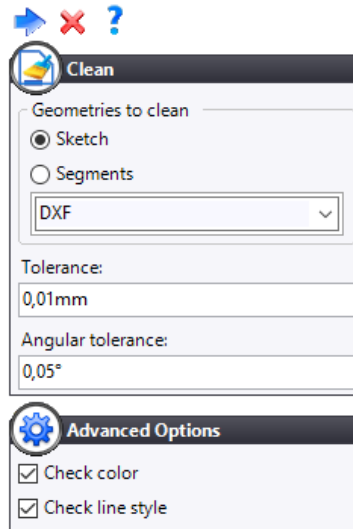 Clean
Geometries to clean
Sketch
Segments
DXF
Tolerance:
0,01mm
Angular tolerance:
0,05°
Advanced Options
Check color
Check line style